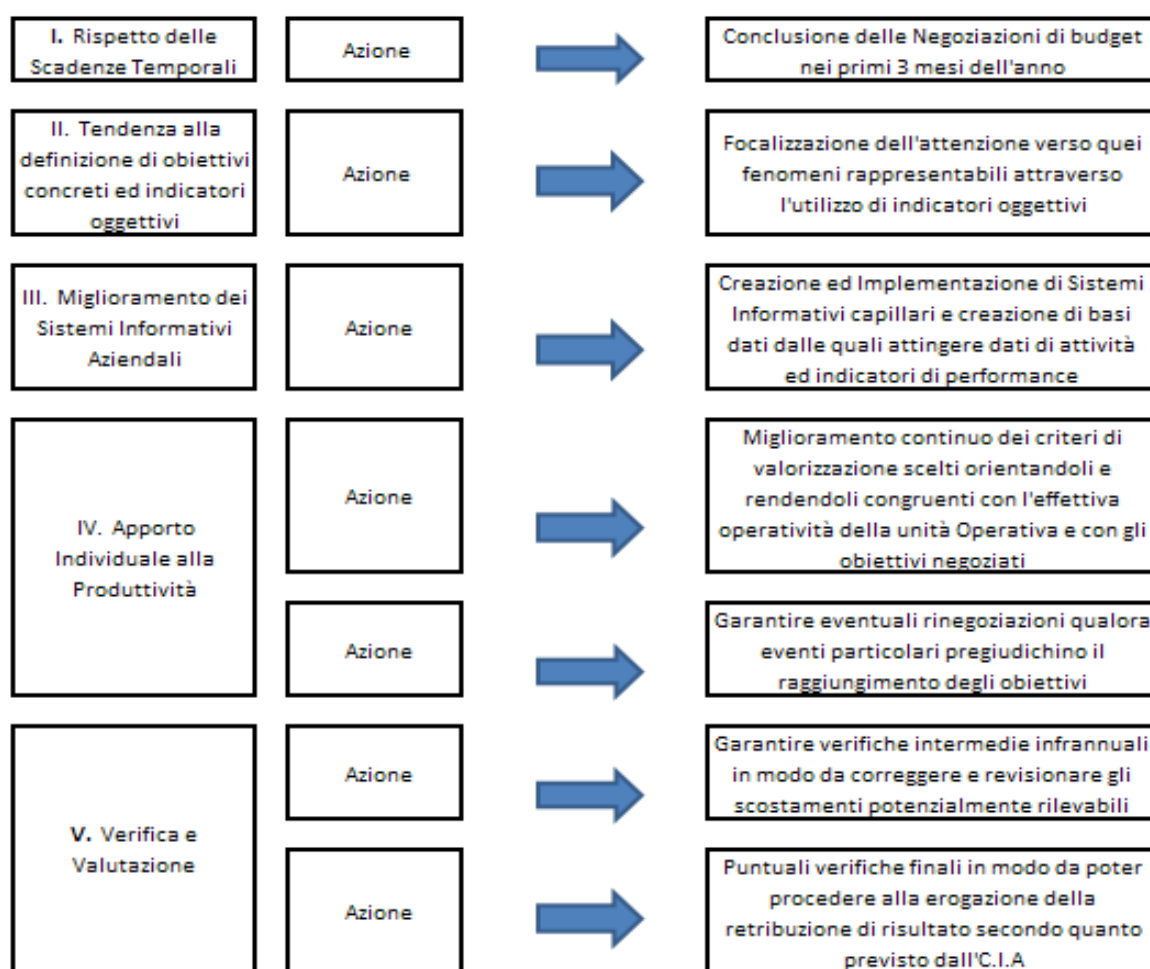 I. Rispetto delle
Scadenze Temporali
Azione
Conclusione delle Negoziazioni di budget
nei primi 3 mesi dell'anno
II. Tendenza alla
definizione di obiettivi
concreti ed indicatori
oggettivi
Azione
Focalizzazione dell'attenzione verso quei
fenomeni rappresentabili attraverso
l'utilizzo di indicatori oggettivi
III. Miglioramento dei
Sistemi Informativi
Aziendali
Azione
Creazione ed Implementazione di Sistemi
Informativi capillari e creazione di basi
dati dalle quali attingere dati di attività
ed indicatori di performance
IV. Apporto
Individuale alla
Produttività
Azione
Miglioramento continuo dei criteri di
valorizzazione scelti orientandoli e
rendendoli congruenti con l'effettiva
operatività della unità Operativa e con gli
obiettivi negoziati
Azione
Garantire eventuali rinegoziazioni qualora
eventi particolari pregiudichino il
raggiungimento degli obiettivi
V. Verifica e
Valutazione
Azione
Garantire verifiche intermedie infrannuali
in modo da correggere e revisionare gli
scostamenti potenzialmente rilevabili
Azione
Puntuali verifiche finali in modo da poter
procedere alla erogazione della
retribuzione di risultato secondo quanto
previsto dall'C.I.A